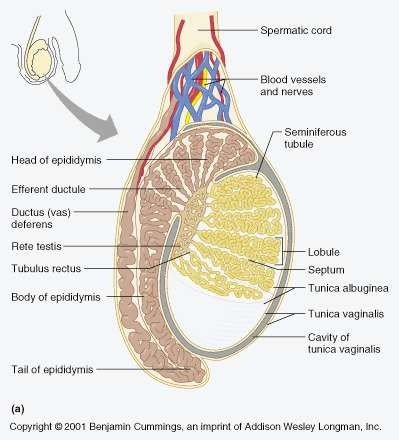 Spermatic cord
Blood vessels
and nerves
Seminiferous
tubule
Head of epididymis
Efferent ductule
Ductus (vas)
deferens
Rete testis
Tubulus rectus
Body of epididymis
Tail of epididymis
Lobule
Septum
Tunica albuginea
Tunica vaginalis
Cavity of
tunica vaginalis
(a)
Copyright © 2001 Benjamin Cummings, an imprint of Addison Wesley Longman, Inc.